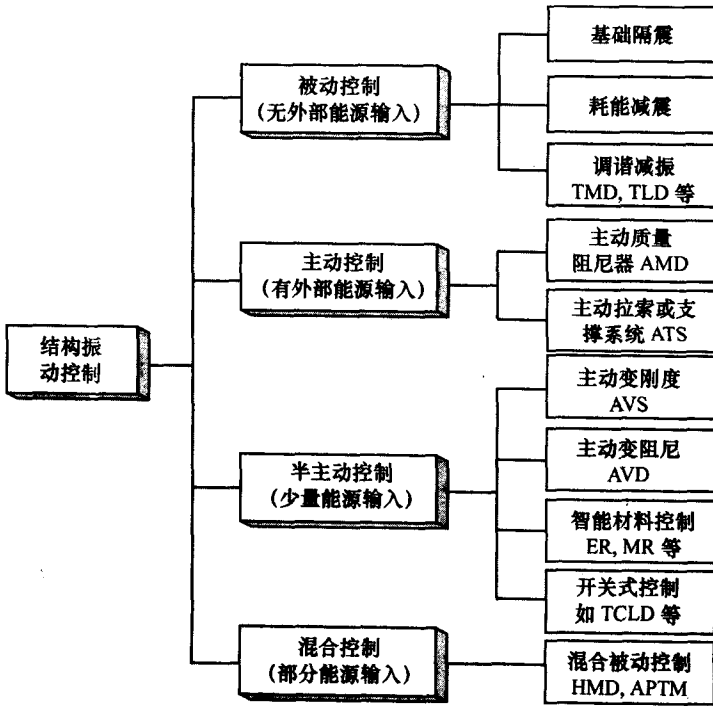 结构振
动控制
被动控制
(无外部能源输入)
基础隔震
耗能减震
调谐减振
TMD, TLD 等
主动控制
(有外部能源输入)
主动质量
阻尼器 AMD
主动拉索或支
撑系统 ATS
半主动控制
(少量能源输入)
主动变刚度
AVS
主动变阻尼
AVD
智能材料控制
ER, MR 等
开关式控制
如 TCLD 等
混合控制
(部分能源输入)
混合被动控制
HMD, APTM